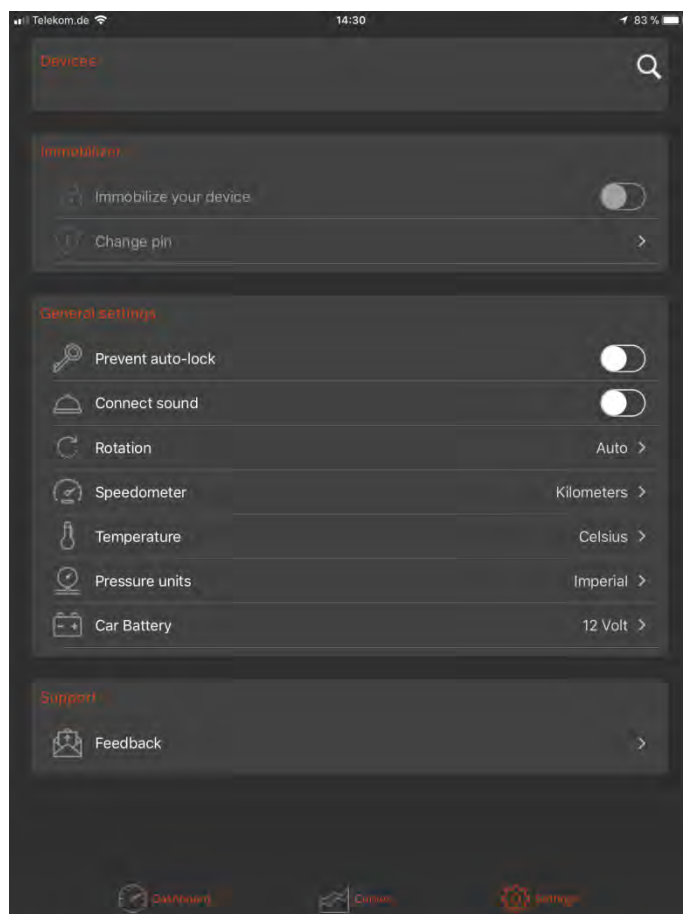 Telekom.de 14:30 83 %
Devices
Immobilizer
Immobilize your device
Change pin
General settings
Prevent auto-lock
Connect sound
Rotation Auto
Speedometer Kilometers
Temperature Celsius
Pressure units Imperial
Car Battery 12 Volt
Support
Feedback
Dashboard Settings